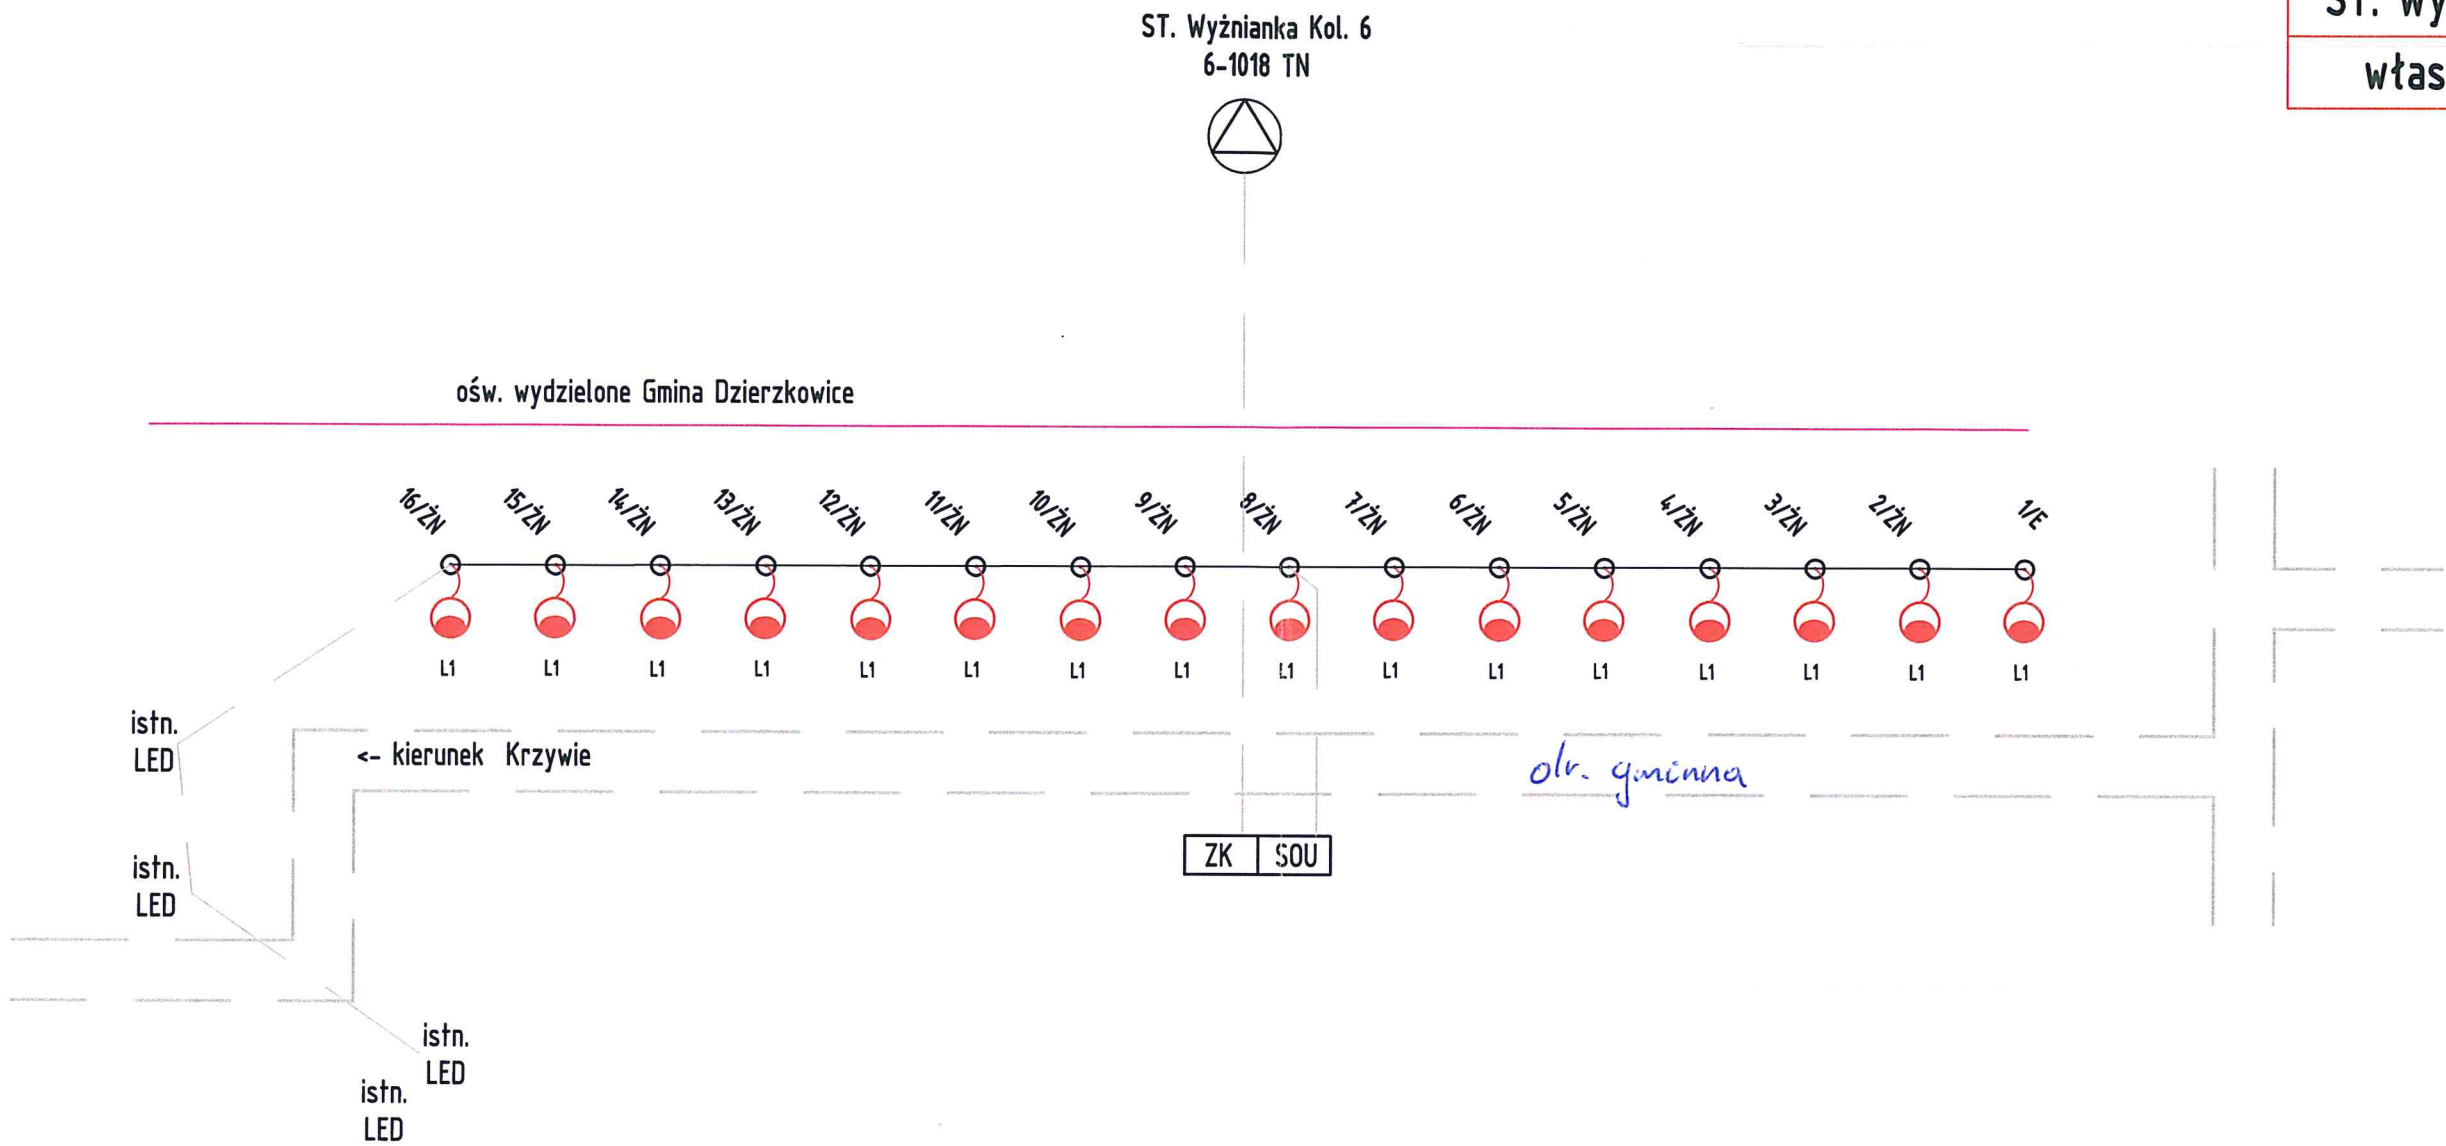 ST. Wyżnianka Kol. 6
6-1018 TN
ST. Wy
włas
ośw. wydzielone Gmina Dzierzkowice
16/ŻN 15/ŻN 14/ŻN 13/ŻN 12/ŻN 11/ŻN 10/ŻN 9/ŻN 8/ŻN 7/ŻN 6/ŻN 5/ŻN 4/ŻN 3/ŻN 2/ŻN 1/E
L1 L1 L1 L1 L1 L1 L1 L1 L1 L1 L1 L1 L1 L1 L1 L1
istn.
LED
<- kierunek Krzywie
dr. gminna
ZK SOU
istn.
LED
istn.
LED
istn.
LED